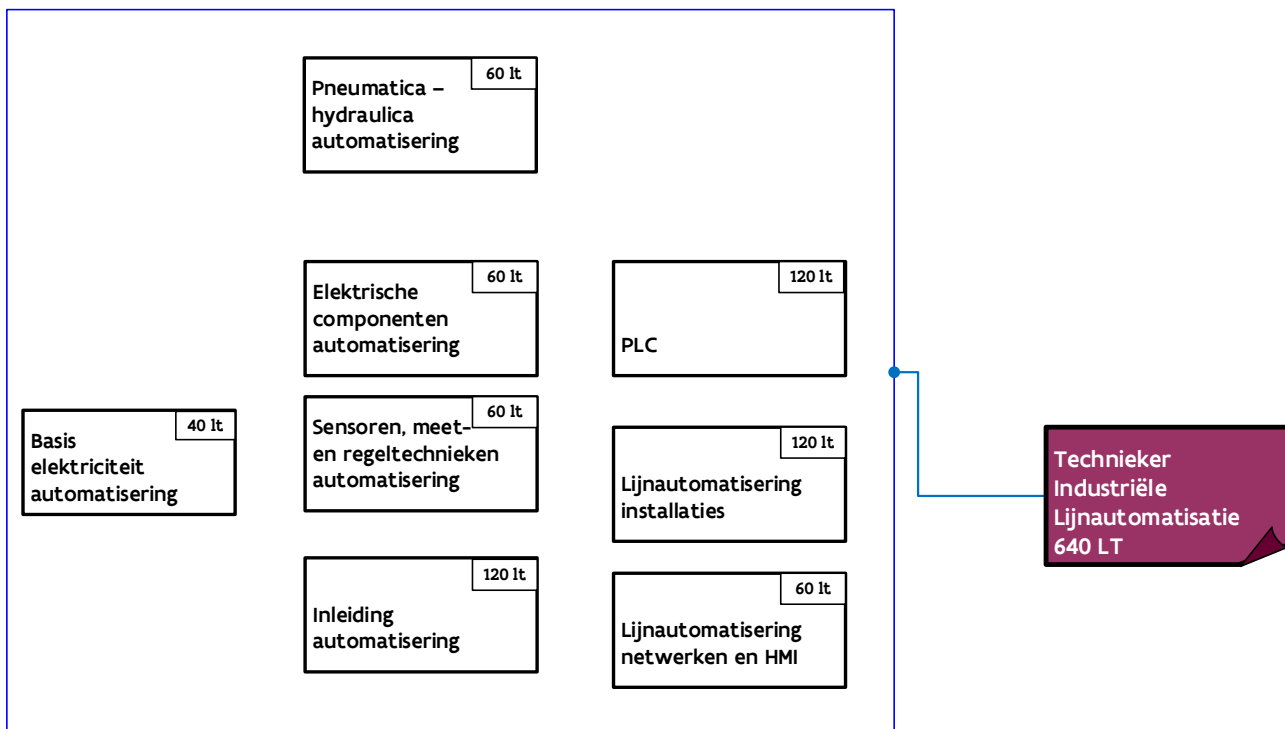 60 lt
Pneumatica –
hydraulica
automatisering
60 lt
Elektrische
componenten
automatisering
120 lt
PLC
40 lt
Basis
elektriciteit
automatisering
60 lt
Sensoren, meet-
en regeltechnieken
automatisering
120 lt
Lijnautomatisering
installaties
Technieker
Industriële
Lijnautomatisatie
640 LT
120 lt
Inleiding
automatisering
60 lt
Lijnautomatisering
netwerken en HMI